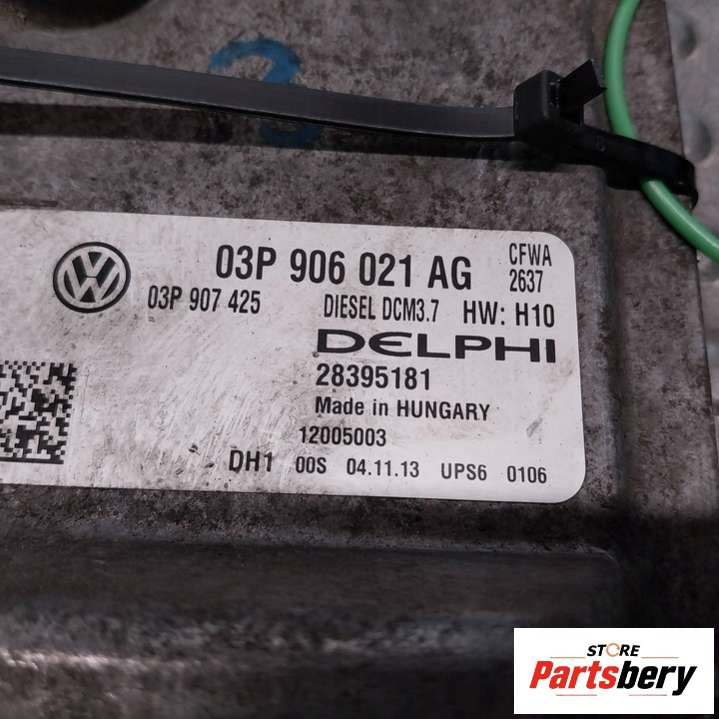 3
03P 906 021 AG
CFWA
2637
03P 907 425
DIESEL DCM3.7 HW: H10
DELPHI
28395181
Made in HUNGARY
12005003
DH1 00S 04.11.13 UPS6 0106
STORE
Partsbery